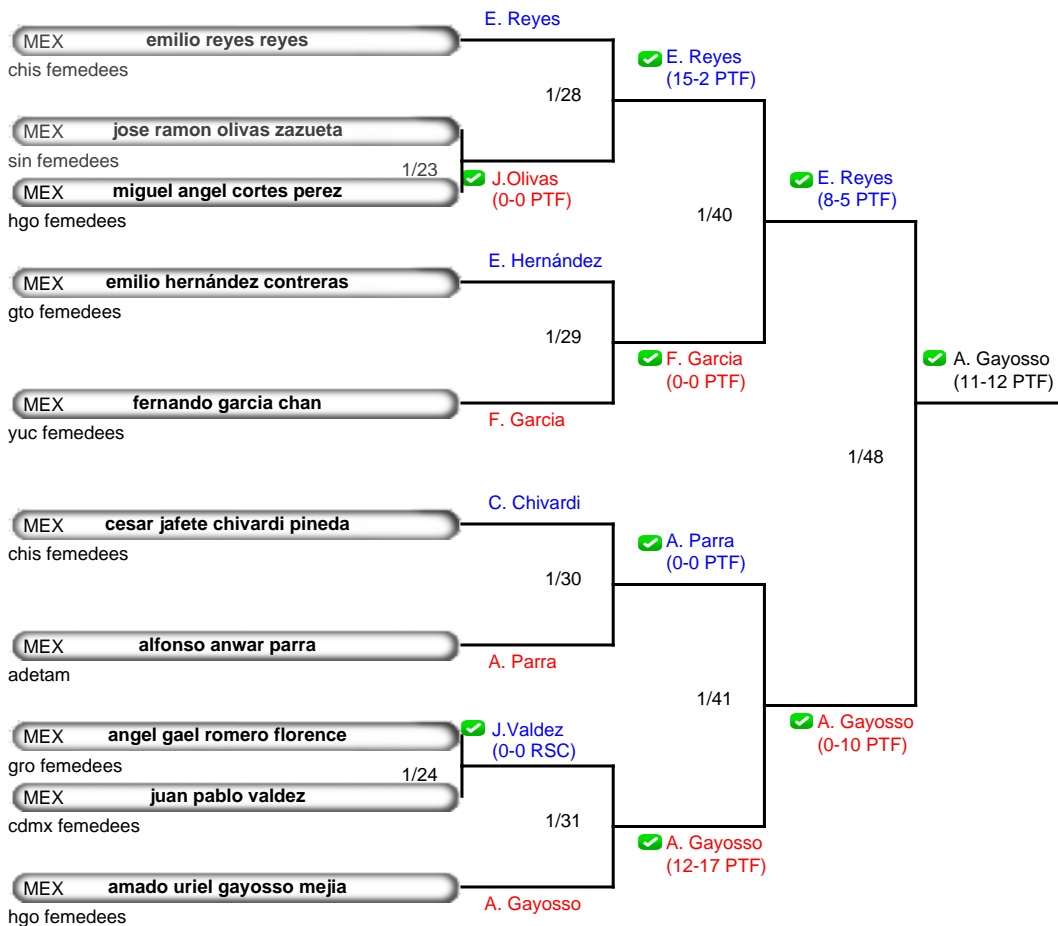 E. Reyes
MEX emilio reyes reyes
chis femedees
E. Reyes
(15-2 PTF)
1/28
MEX jose ramon olivas zazueta
sin femedees
1/23
MEX miguel angel cortes perez
hgo femedees
J.Olivas
(0-0 PTF)
E. Reyes
(8-5 PTF)
1/40
E. Hernández
MEX emilio hernández contreras
gto femedees
1/29
F. Garcia
(0-0 PTF)
A. Gayosso
(11-12 PTF)
MEX fernando garcia chan
yuc femedees
F. Garcia
1/48
C. Chivardi
MEX cesar jafete chivardi pineda
chis femedees
A. Parra
(0-0 PTF)
1/30
MEX alfonso anwar parra
adetam
A. Parra
1/41
MEX angel gael romero florence
gro femedees
J.Valdez
(0-0 RSC)
A. Gayosso
(0-10 PTF)
1/24
MEX juan pablo valdez
cdmx femedees
1/31
A. Gayosso
(12-17 PTF)
MEX amado uriel gayosso mejia
hgo femedees
A. Gayosso